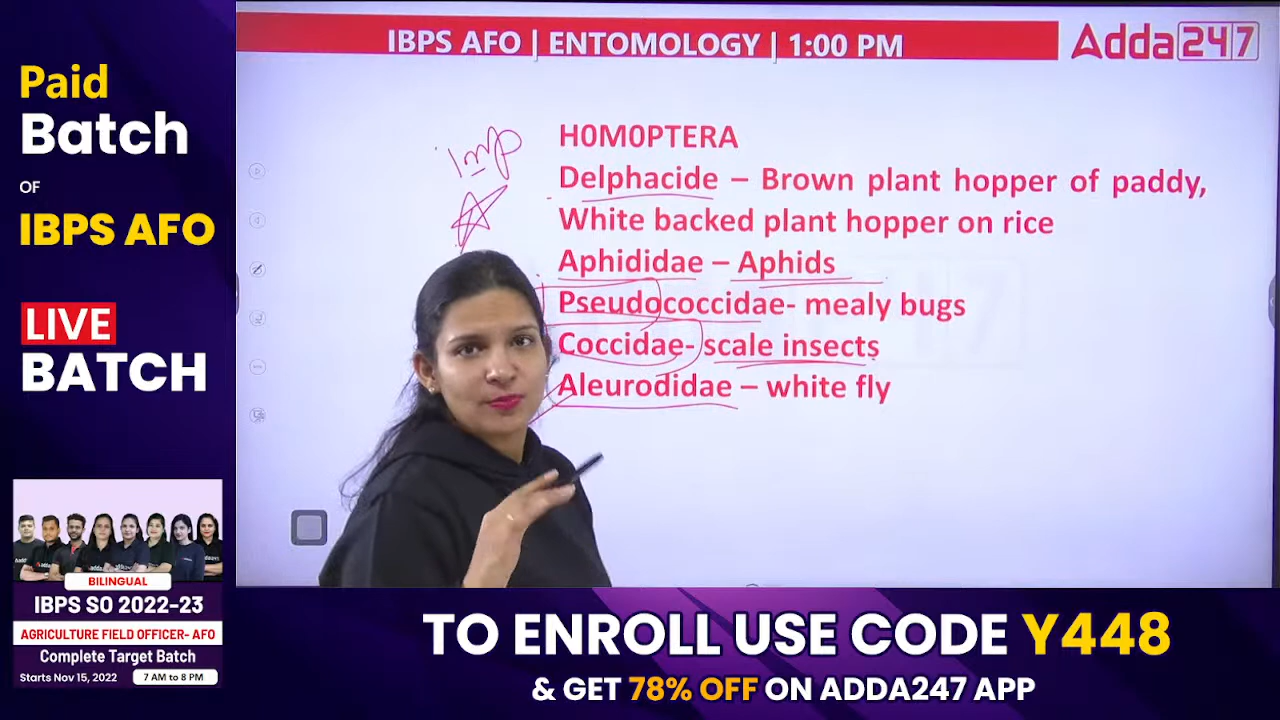 Paid
Batch
OF
IBPS AFO
LIVE
BATCH
BILINGUAL
IBPS SO 2022-23
AGRICULTURE FIELD OFFICER- AFO
Complete Target Batch
Starts Nov 15, 2022 7 AM to 8 PM
IBPS AFO | ENTOMOLOGY | 1:00 PM
Adda247
imp
H0M0PTERA
Delphacide – Brown plant hopper of paddy,
White backed plant hopper on rice
Aphididae – Aphids
Pseudococcidae- mealy bugs
Coccidae- scale insects
Aleurodidae – white fly
TO ENROLL USE CODE Y448
& GET 78% OFF ON ADDA247 APP